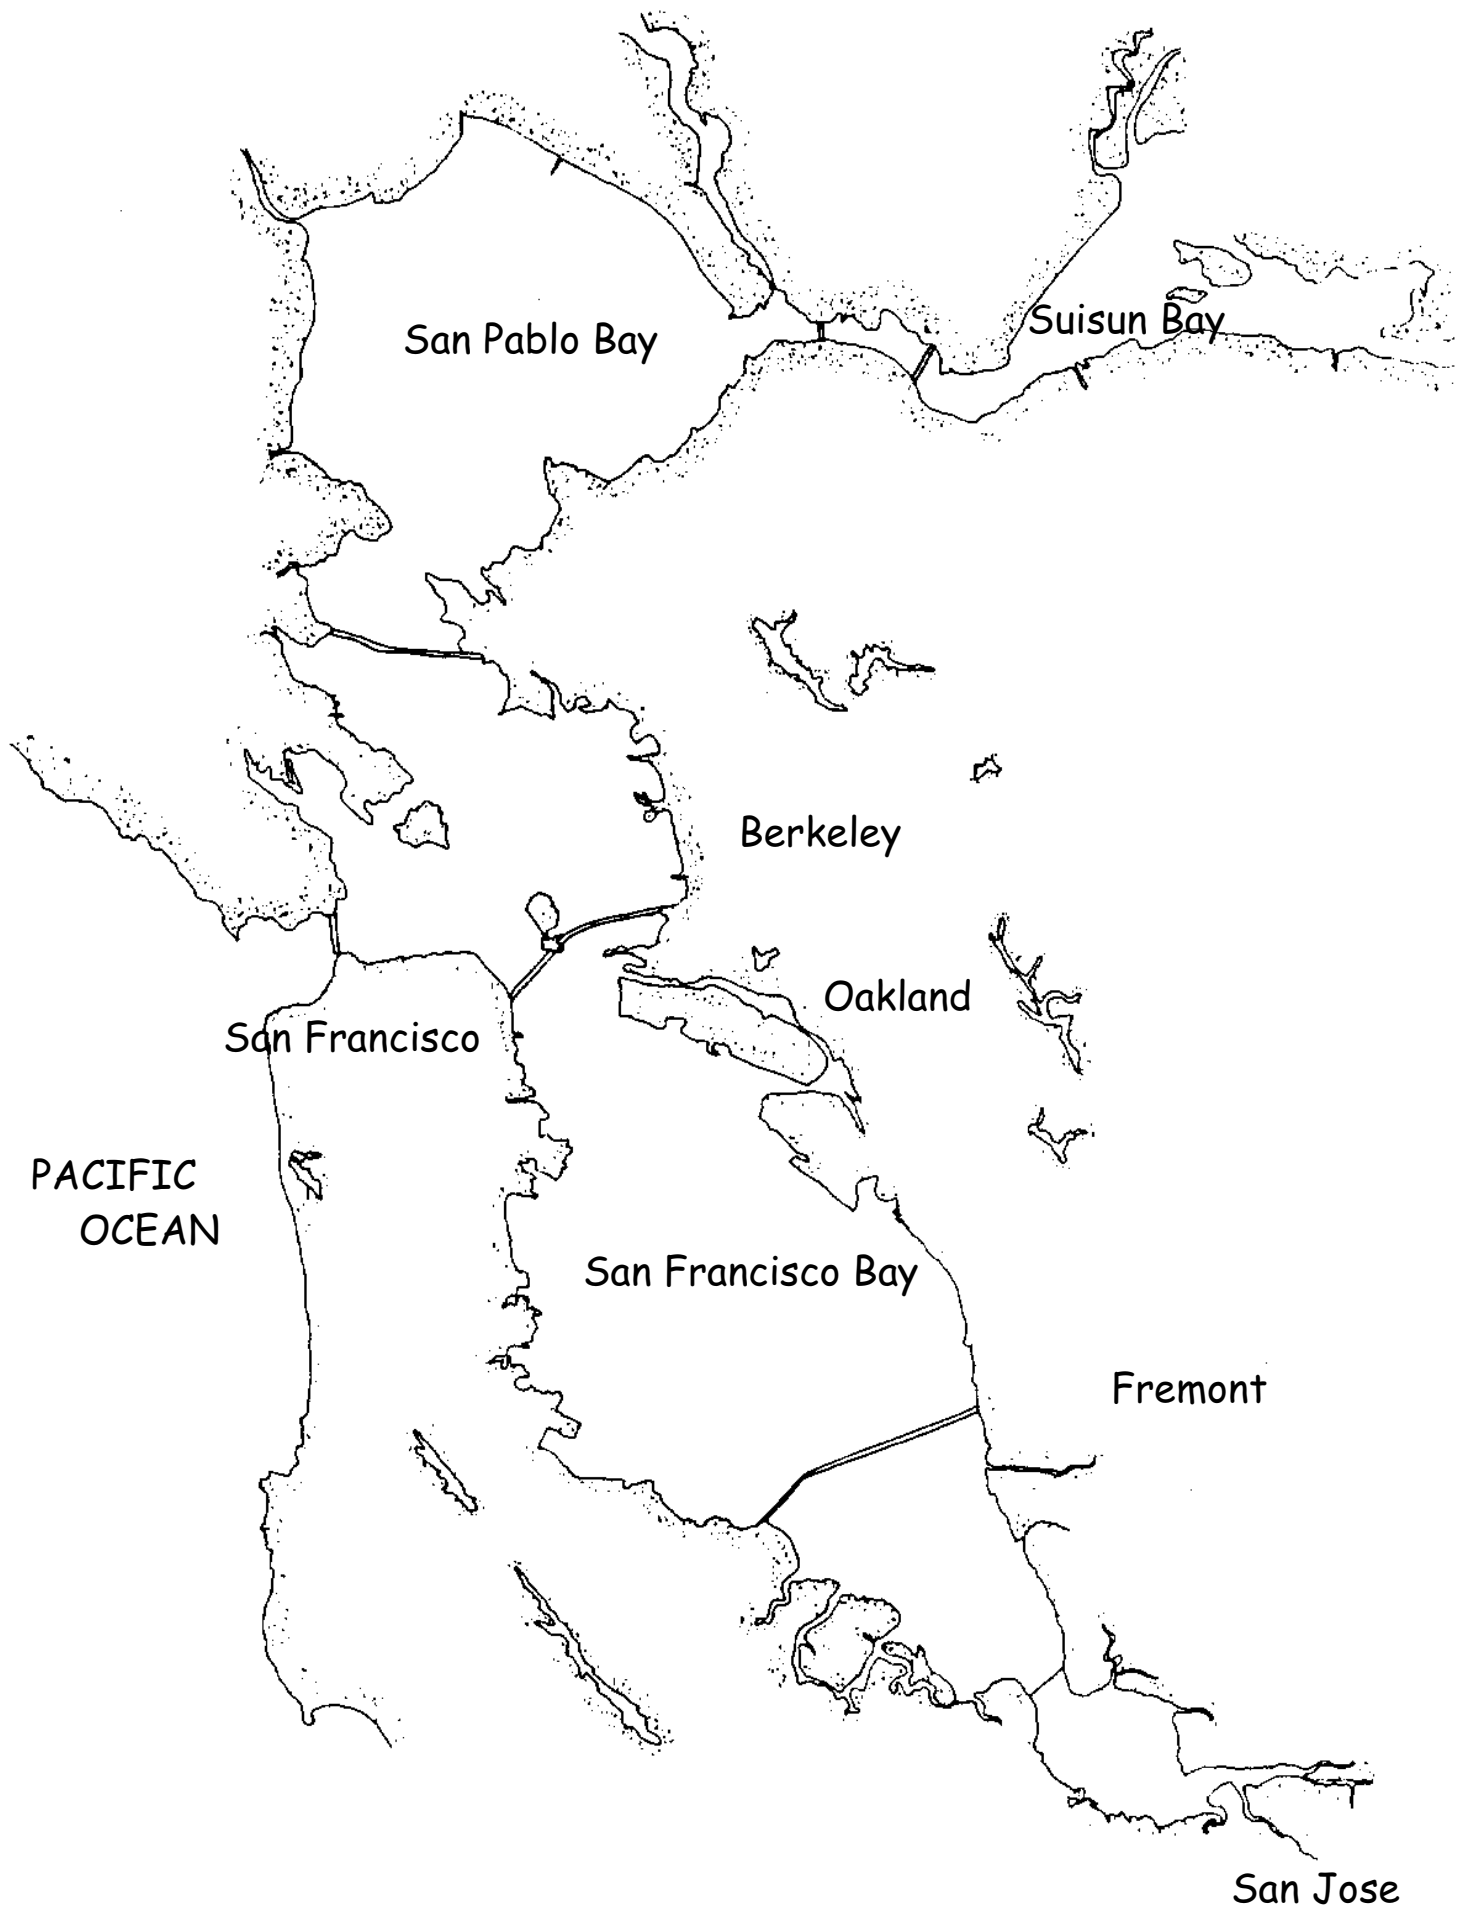 Suisun Bay
San Pablo Bay
Berkeley
Oakland
San Francisco
PACIFIC
OCEAN
San Francisco Bay
Fremont
San Jose